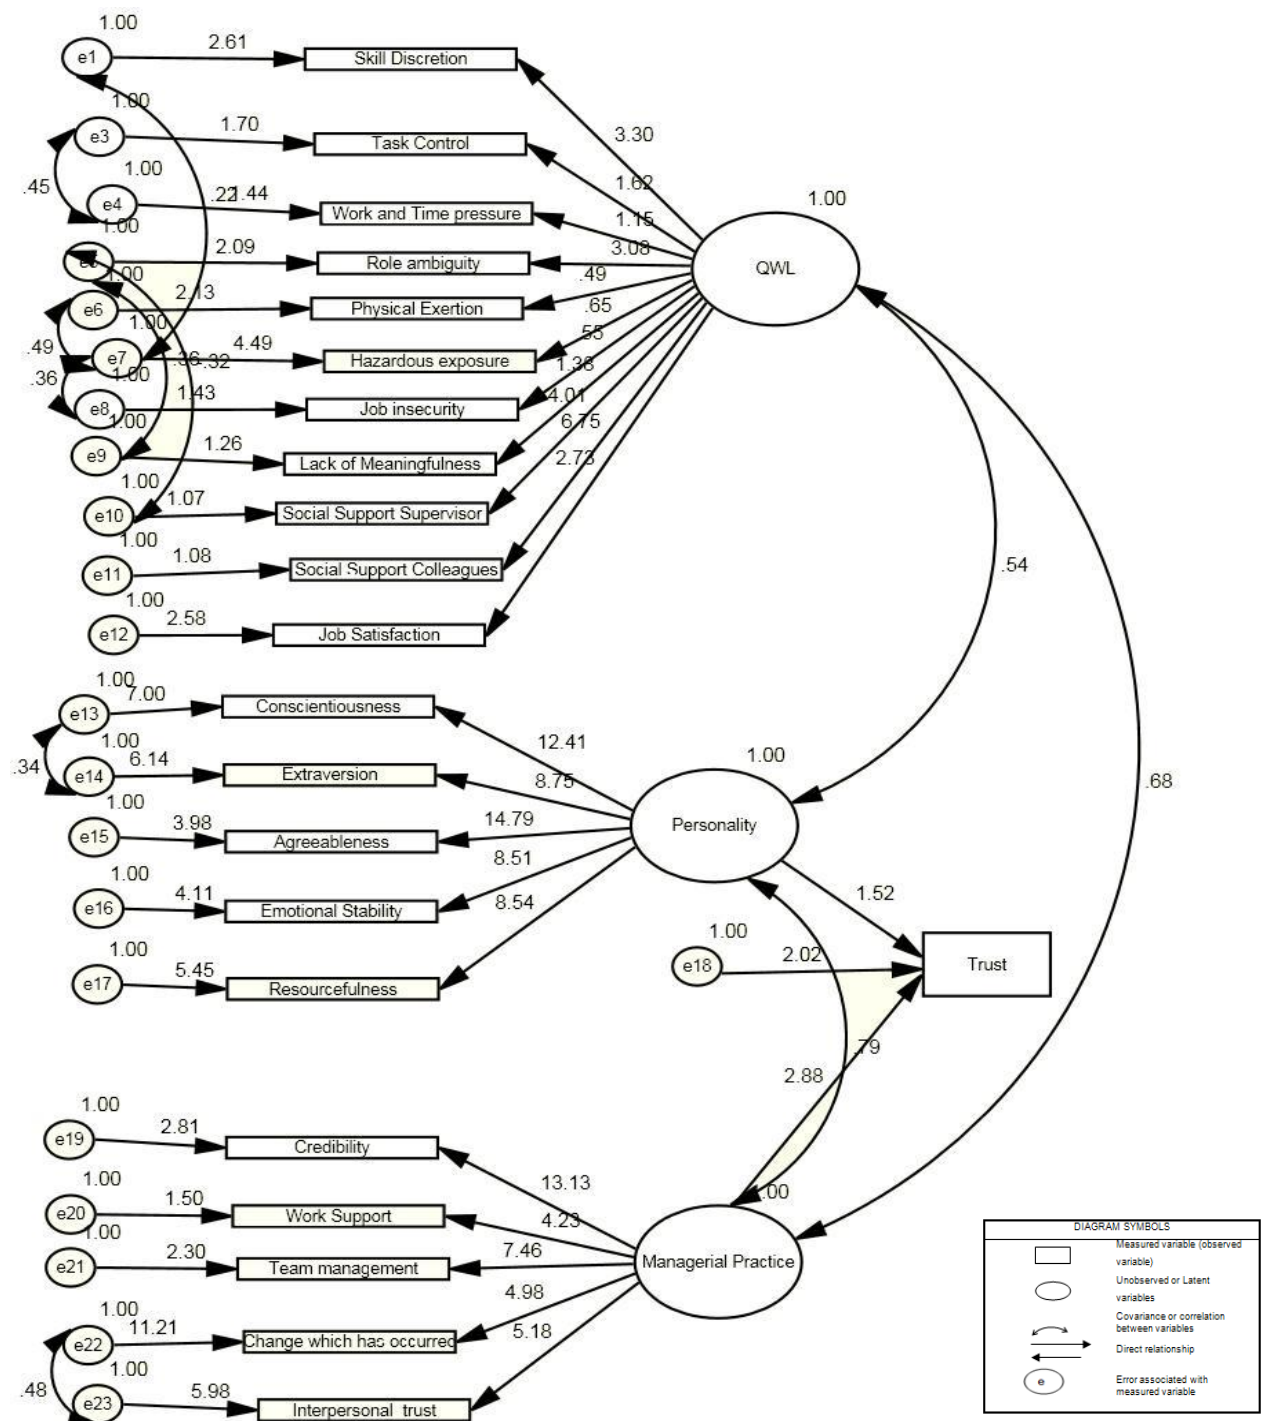 1.00
e1
2.61
Skill Discretion
1.00
e3
1.70
Task Control
3.30
1.00
.45
e4
.22
1.44
Work and Time pressure
1.62
1.00
QWL
1.00
2.09
Role ambiguity
1.15
3.08
1.00
e6
2.13
Physical Exertion
.49
1.00
.49
e7
.36
.32
4.49
Hazardous exposure
.65
1.00
.36
e8
1.43
Job insecurity
.55
1.00
e9
1.26
Lack of Meaningfulness
1.38
1.00
e10
1.07
Social Support Supervisor
4.01
1.00
e11
1.08
Social Support Colleagues
6.75
1.00
e12
2.58
Job Satisfaction
2.73
.54
.68
1.00
e13
7.00
Conscientiousness
12.41
1.00
.34
e14
6.14
Extraversion
8.75
1.00
Personality
1.00
e15
3.98
Agreeableness
14.79
1.00
e16
4.11
Emotional Stability
8.51
1.00
e17
5.45
Resourcefulness
8.54
1.52
1.00
e18
2.02
Trust
.79
2.88
1.00
e19
2.81
Credibility
13.13
1.00
e20
1.50
Work Support
4.23
.00
Managerial Practice
1.00
e21
2.30
Team management
7.46
1.00
e22
11.21
Change which has occurred
4.98
1.00
.48
e23
5.98
Interpersonal trust
5.18
DIAGRAM SYMBOLS
Measured variable (observed
variable)
Unobserved or Latent
variables
Covariance or correlation
between variables
Direct relationship
e
Error associated with
measured variable